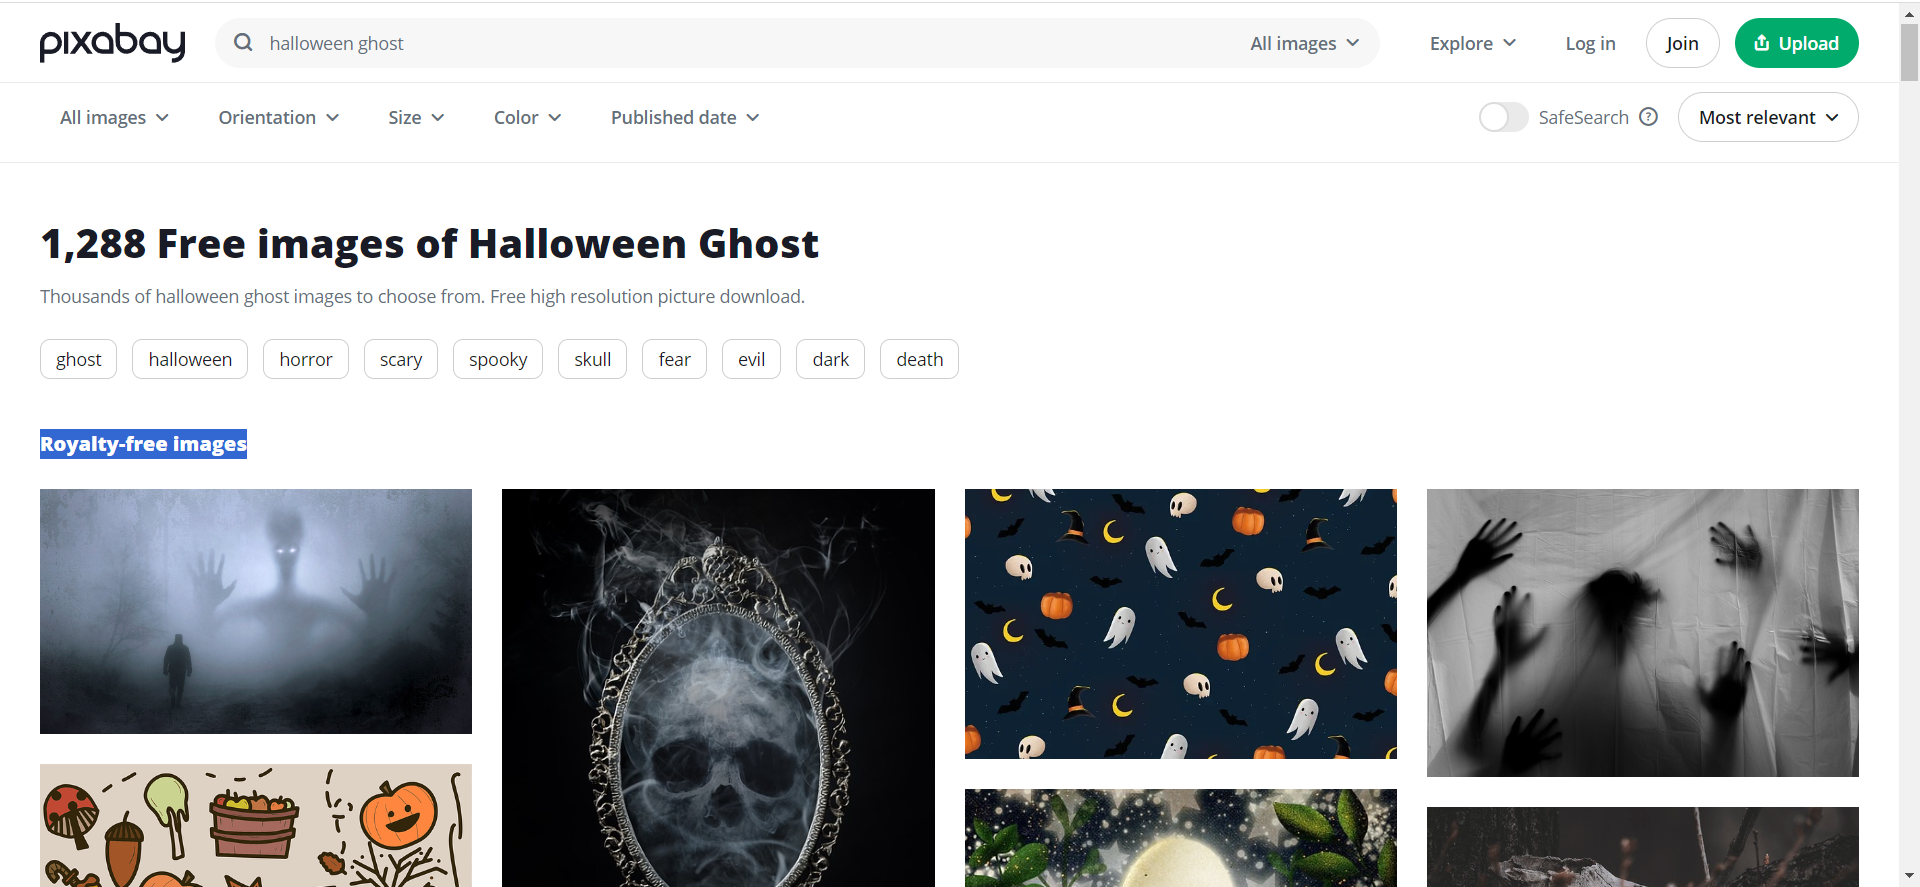 pixabay
halloween ghost
All images
Explore
Log in
Join
Upload
All images
Orientation
Size
Color
Published date
SafeSearch ?
Most relevant
1,288 Free images of Halloween Ghost
Thousands of halloween ghost images to choose from. Free high resolution picture download.
ghost
halloween
horror
scary
spooky
skull
fear
evil
dark
death
Royalty-free images